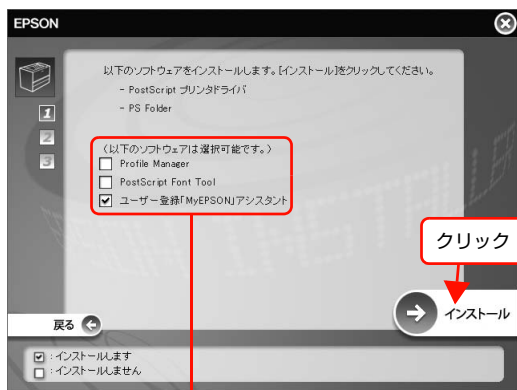 EPSON
以下のソフトウェアをインストールします。[インストール]をクリックしてください。
- PostScript プリンタドライバ
- PS Folder
1
2
3
（以下のソフトウェアは選択可能です。）
Profile Manager
PostScript Font Tool
ユーザー登録「MyEPSON」アシスタント
クリック
インストール
戻る
：インストールします
：インストールしません